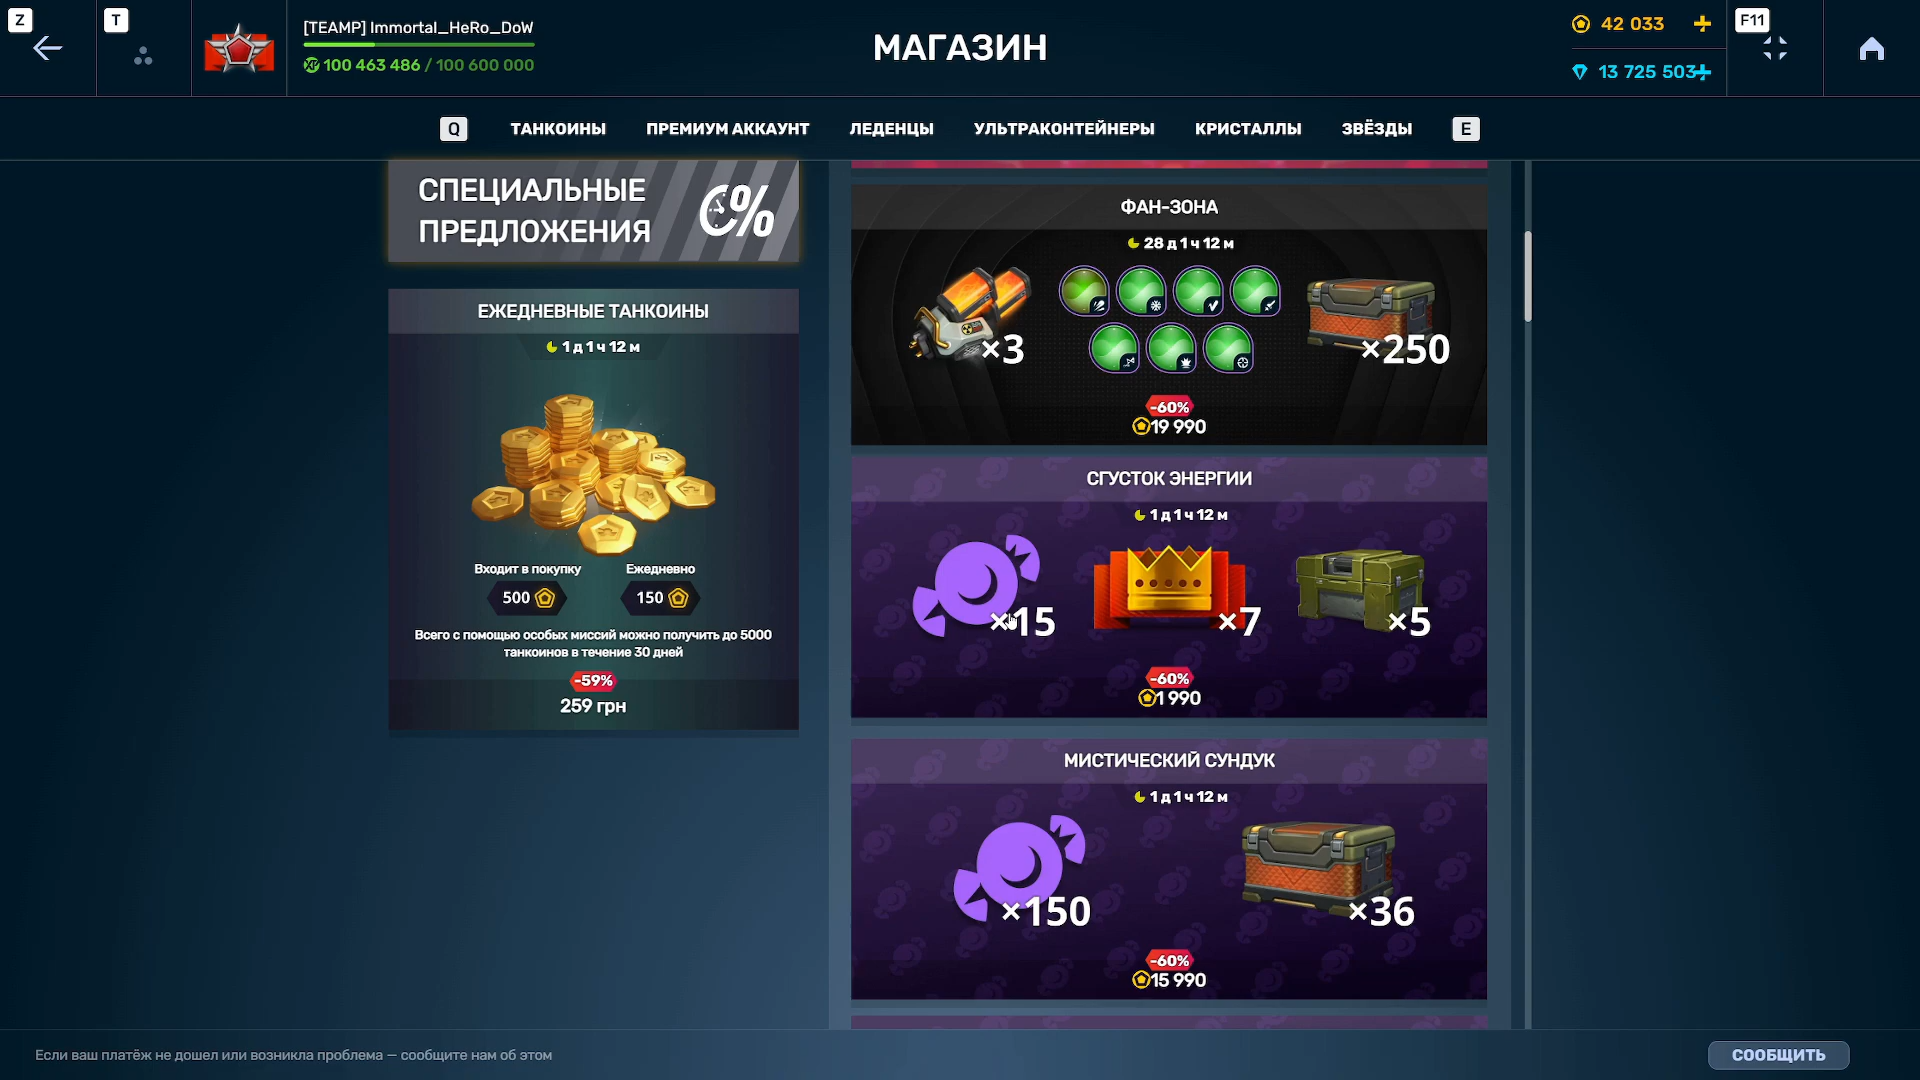 Z
T
[TEAMP] Immortal_HeRo_DoW
XP 100 463 486 / 100 600 000
МАГАЗИН
42 033
13 725 503
F11
Q
ТАНКОИНЫ
ПРЕМИУМ АККАУНТ
ЛЕДЕНЦЫ
УЛЬТРАКОНТЕЙНЕРЫ
КРИСТАЛЛЫ
ЗВЁЗДЫ
E
СПЕЦИАЛЬНЫЕ
ПРЕДЛОЖЕНИЯ
%
ЕЖЕДНЕВНЫЕ ТАНКОИНЫ
1 д 1 ч 12 м
Входит в покупку
Ежедневно
500
150
Всего с помощью особых миссий можно получить до 5000
танкоинов в течение 30 дней
-59%
259 грн
ФАН-ЗОНА
28 д 1 ч 12 м
×3
×250
-60%
19 990
СГУСТОК ЭНЕРГИИ
1 д 1 ч 12 м
×15
×7
×5
-60%
1 990
МИСТИЧЕСКИЙ СУНДУК
1 д 1 ч 12 м
×150
×36
-60%
15 990
Если ваш платёж не дошел или возникла проблема — сообщите нам об этом
СООБЩИТЬ